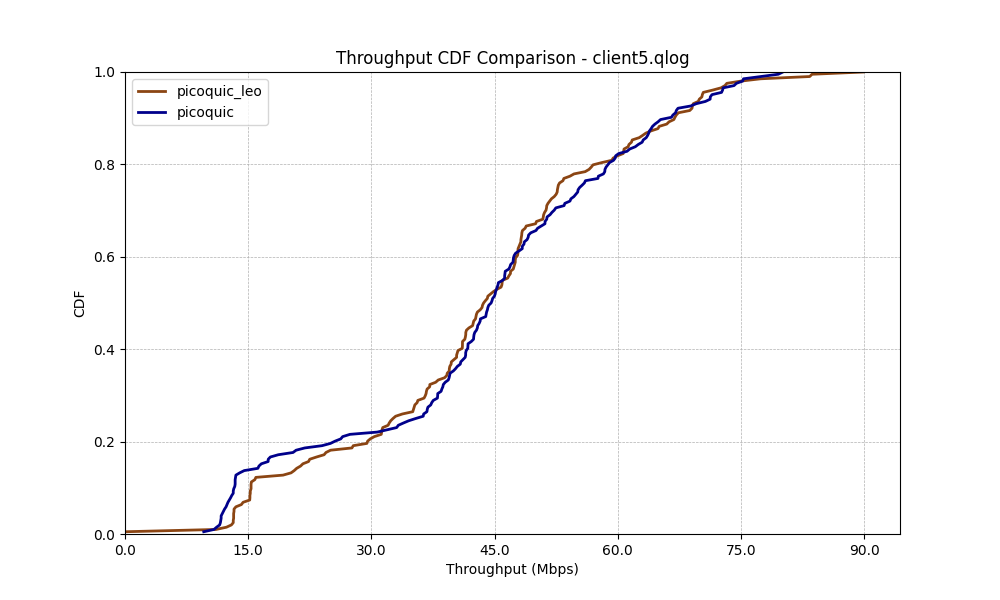 Throughput CDF Comparison - client5.qlog
picoquic_leo
picoquic
1.0
0.8
0.6
0.4
0.2
0.0
CDF
0.0 15.0 30.0 45.0 60.0 75.0 90.0
Throughput (Mbps)